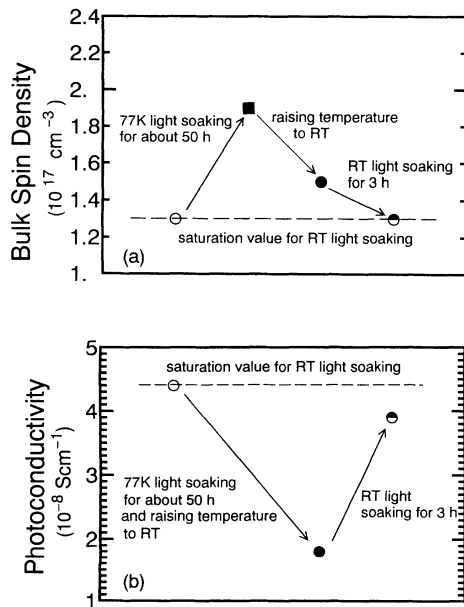 2.4
2.2
2.0
1.8
1.6
1.4
1.2
1.
Bulk Spin Density
(10 17 cm −3)
77K light soaking
for about 50 h
raising temperature
to RT
RT light soaking
for 3 h
saturation value for RT light soaking
(a)
5
4
3
2
1
Photoconductivity
(10−8 Scm−1)
saturation value for RT light soaking
77K light soaking
for about 50 h
and raising temperature
to RT
RT light
soaking for 3 h
(b)